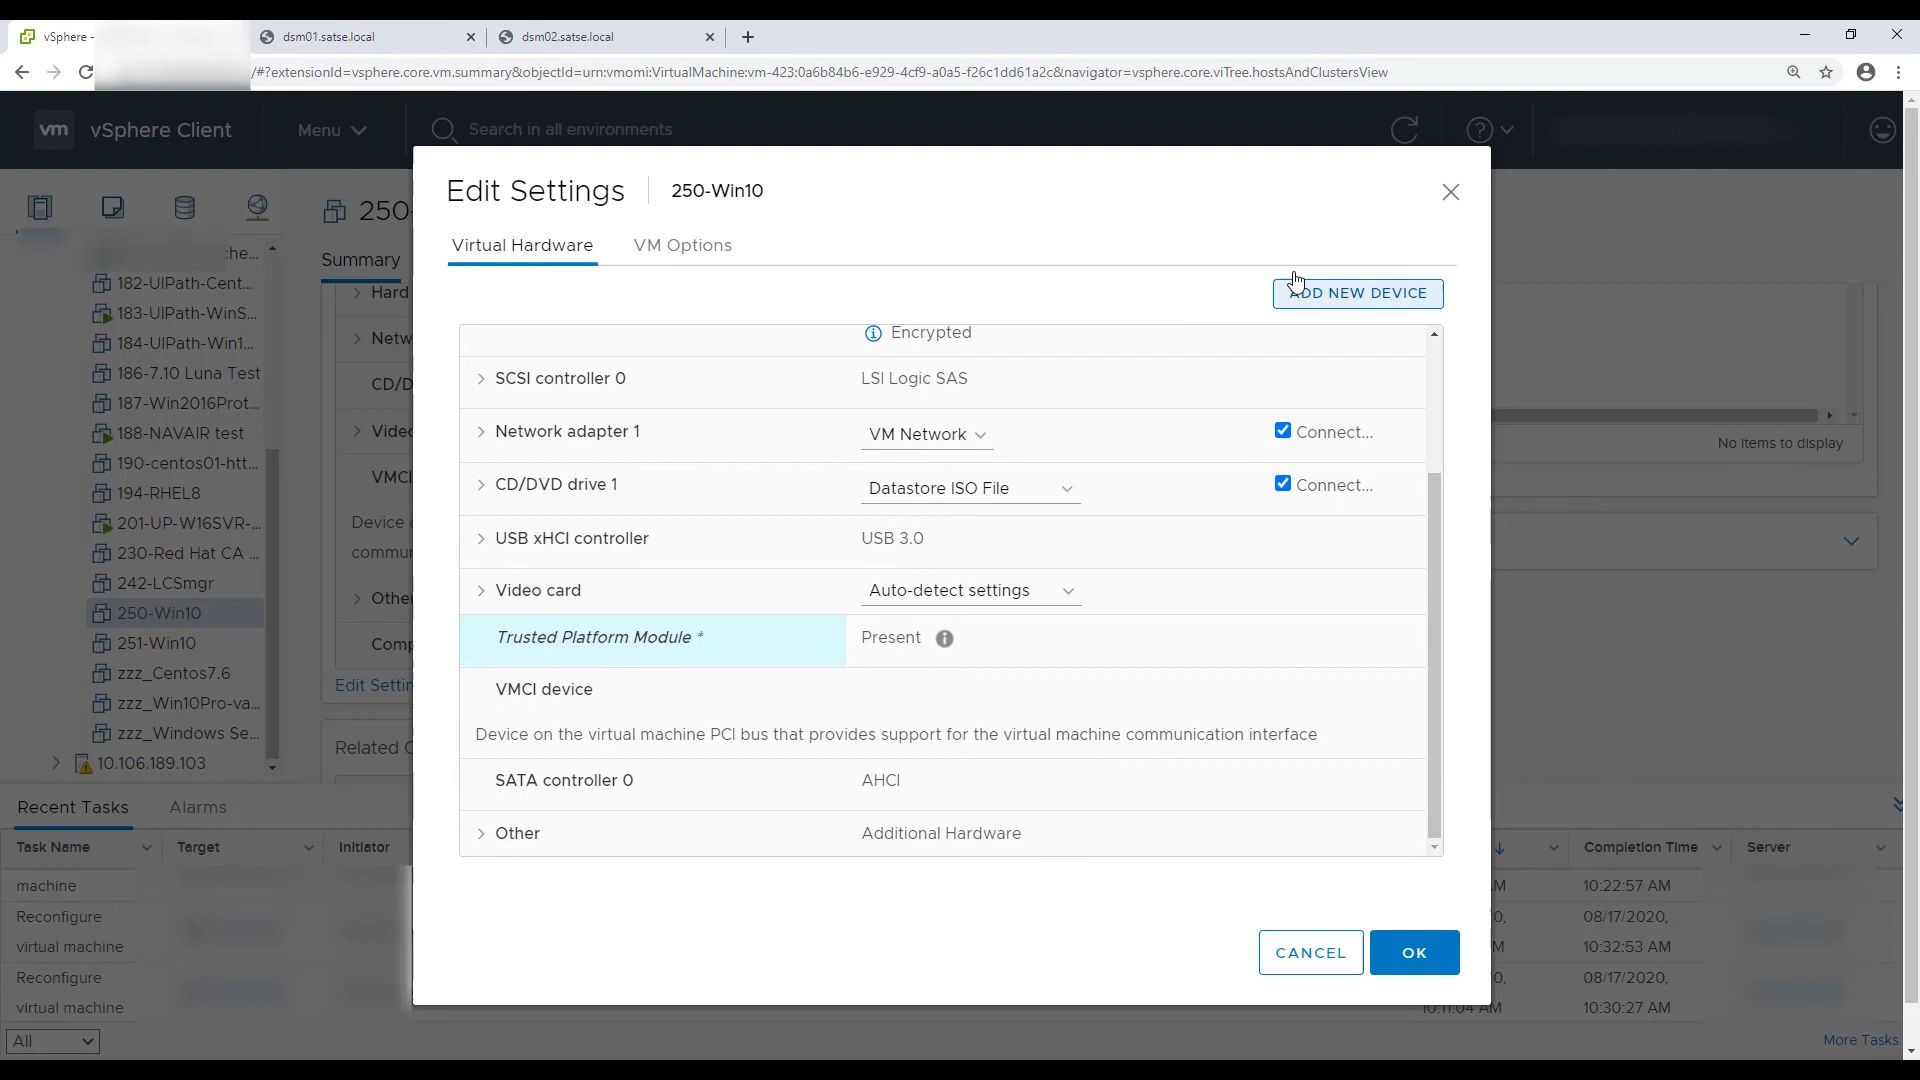 vSphere -
dsm01.satse.local
dsm02.satse.local
/#?extensionId=vsphere.core.vm.summary&objectId=urn:vmomi:VirtualMachine:vm-423:0a6b84b6-e929-4cf9-a0a5-f26c1dd61a2c&navigator=vsphere.core.viTree.hostsAndClustersView
vm vSphere Client
Menu
Search in all environments
Edit Settings
250-Win10
Virtual Hardware
VM Options
ADD NEW DEVICE
Encrypted
SCSI controller 0
LSI Logic SAS
Network adapter 1
VM Network
Connect...
CD/DVD drive 1
Datastore ISO File
Connect...
USB xHCI controller
USB 3.0
Video card
Auto-detect settings
Trusted Platform Module *
Present
VMCI device
Device on the virtual machine PCI bus that provides support for the virtual machine communication interface
SATA controller 0
AHCI
Other
Additional Hardware
CANCEL
OK
250-
Summary
Hard
Netw
CD/D
Video
VMCI
Device
commun
Other
Comp
Edit Settin
Related
No items to display
che...
182-UIPath-Cent...
183-UIPath-WinS...
184-UIPath-Win1...
186-7.10 Luna Test
187-Win2016Prot...
188-NAVAIR test
190-centos01-htt...
194-RHEL8
201-UP-W16SVR-...
230-Red Hat CA ...
242-LCSmgr
250-Win10
251-Win10
zzz_Centos7.6
zzz_Win10Pro-va...
zzz_Windows Se...
10.106.189.103
Recent Tasks
Alarms
Task Name
Target
Initiator
Completion Time
Server
machine
10:22:57 AM
Reconfigure
virtual machine
08/17/2020,
10:32:53 AM
Reconfigure
virtual machine
10:11:04 AM
08/17/2020,
10:30:27 AM
All
More Tasks